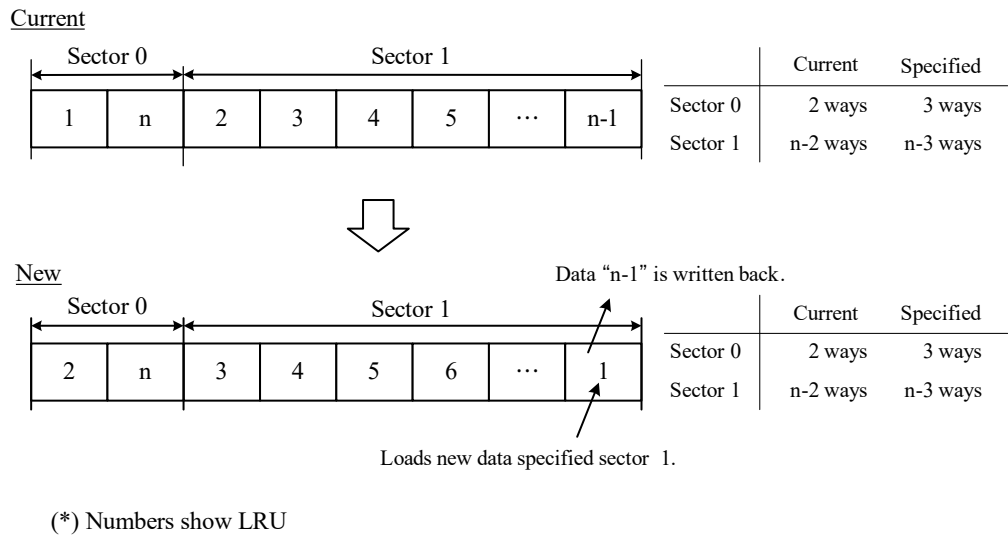 Current
Sector 0 Sector 1
1 n 2 3 4 5 ⋯ n-1
Current Specified
Sector 0 2 ways 3 ways
Sector 1 n-2 ways n-3 ways
New
Data “n-1” is written back.
Sector 0 Sector 1
2 n 3 4 5 6 ⋯ 1
Current Specified
Sector 0 2 ways 3 ways
Sector 1 n-2 ways n-3 ways
Loads new data specified sector 1.
(*) Numbers show LRU